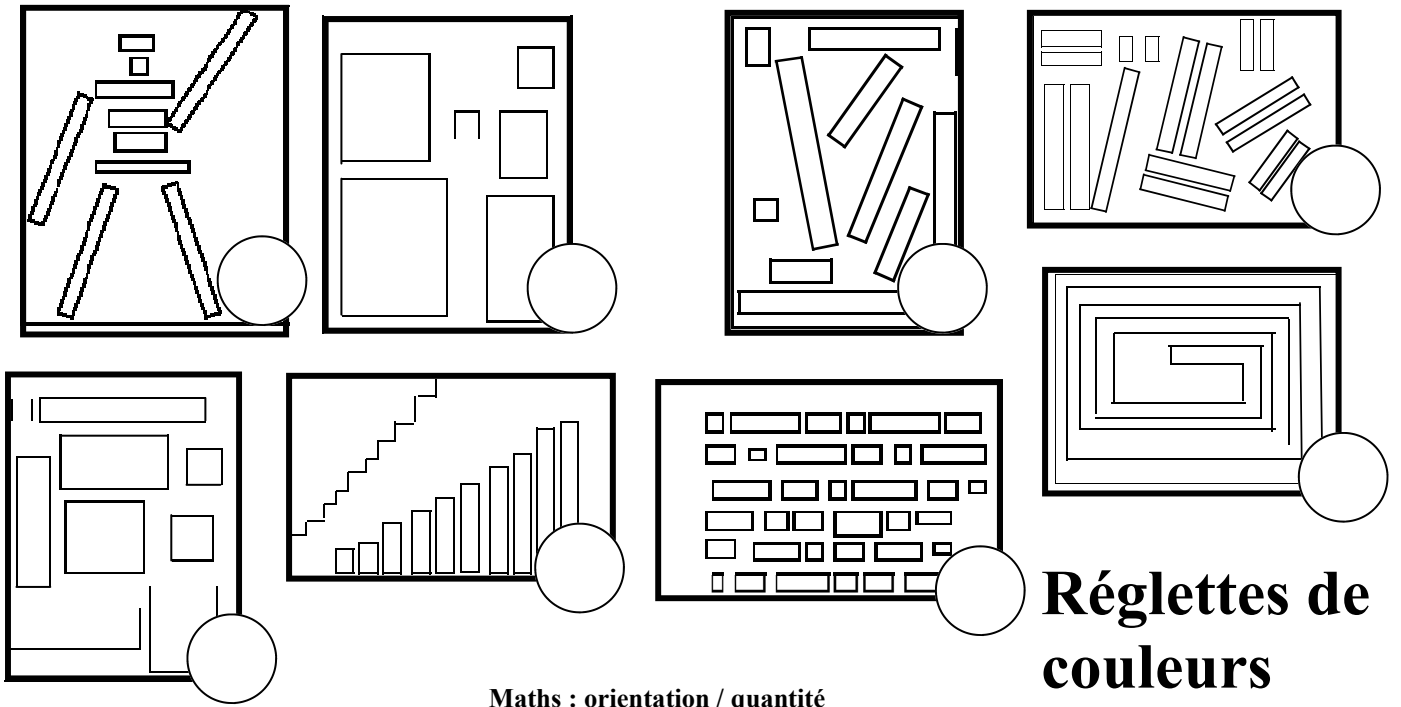 Réglettes de
couleurs
Maths : orientation / quantité